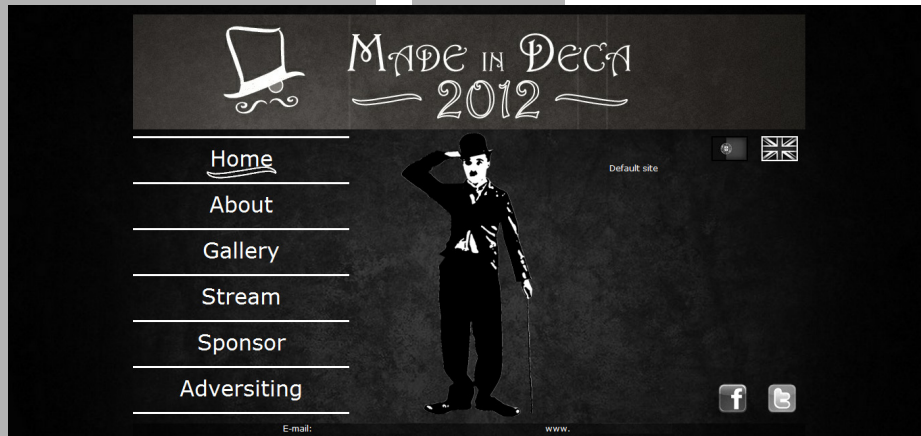 Made in Deca
2012
Home
Default site
About
Gallery
Stream
Sponsor
Adversiting
f t
E-mail:
www.